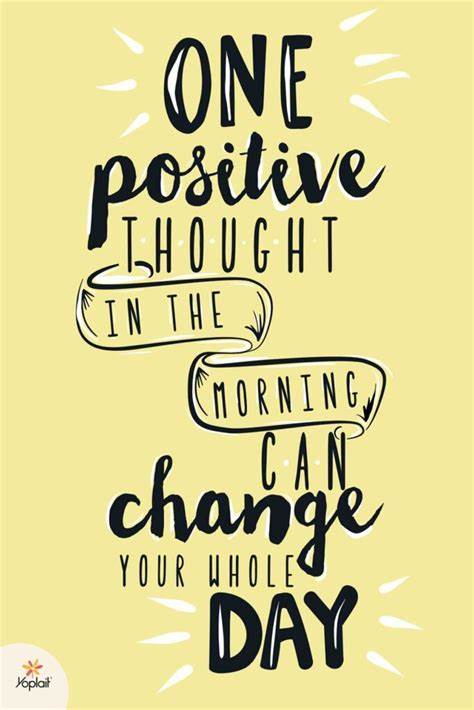 ONE
positive
THOUGHT
IN THE
MORNING
CAN
change
YOUR WHOLE
DAY
Yoplait